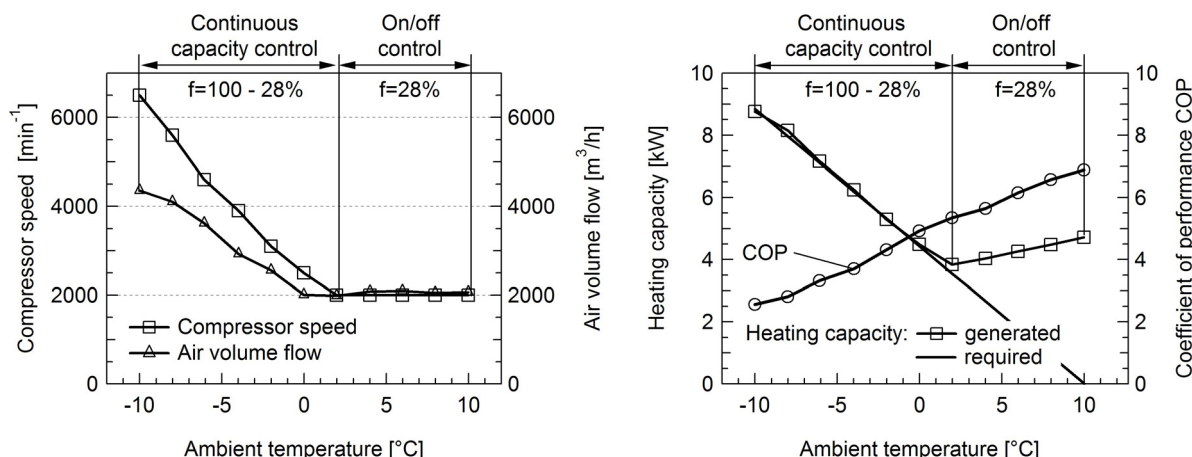 Continuous
capacity control
On/off
control
f=100 - 28%
f=28%
Compressor speed [min-1]
6000
4000
2000
0
6000
4000
2000
0
Air volume flow [m3/h]
Compressor speed
Air volume flow
-10
-5
0
5
10
Ambient temperature [°C]
Continuous
capacity control
On/off
control
f=100 - 28%
f=28%
Heating capacity [kW]
10
8
6
4
2
0
10
8
6
4
2
0
Coefficient of performance COP
COP
Heating capacity: generated
required
-10
-5
0
5
10
Ambient temperature [°C]